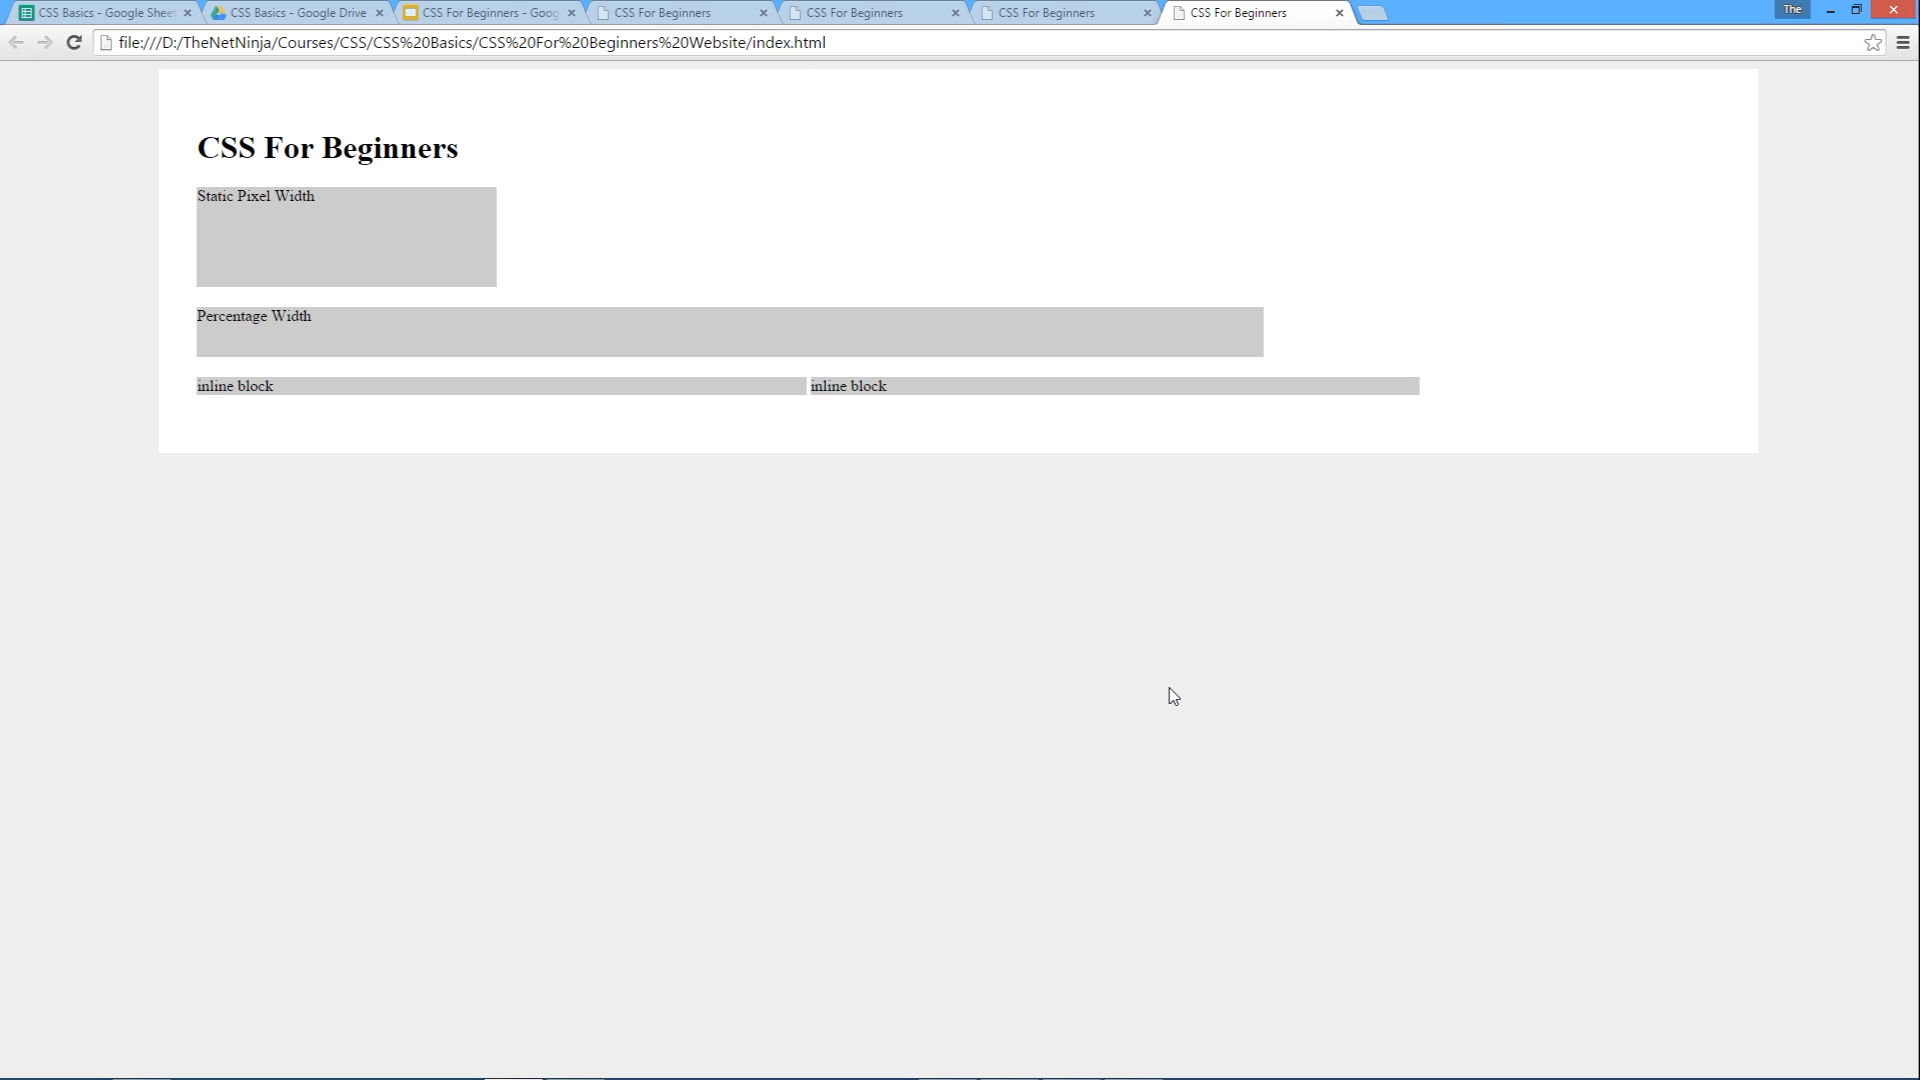 CSS Basics - Google Sheet
CSS Basics - Google Drive
CSS For Beginners - Goog
CSS For Beginners
CSS For Beginners
CSS For Beginners
CSS For Beginners
The
file:///D:/TheNetNinja/Courses/CSS/CSS%20Basics/CSS%20For%20Beginners%20Website/index.html
CSS For Beginners
Static Pixel Width
Percentage Width
inline block inline block